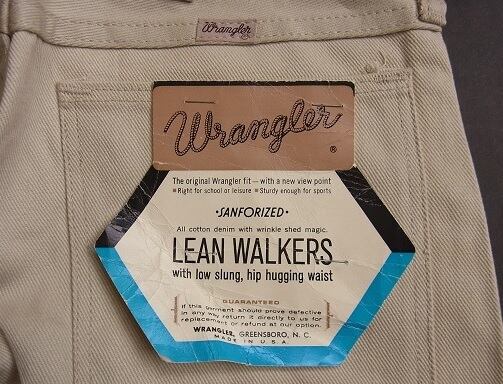 Wrangler
Wrangler
®
The original Wrangler fit — with a new view point
▪ Right for school or leisure ▪ Sturdy enough for sports
·SANFORIZED·
All cotton denim with wrinkle shed magic.
LEAN WALKERS
with low slung, hip hugging waist
GUARANTEED
If this garment should prove defective
in any way return it directly to us for
replacement or refund at our option.
WRANGLER, GREENSBORO, N. C.
MADE IN U.S.A.